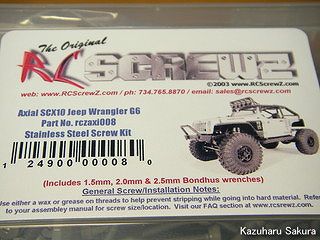 The Original
RC SCREWZ
©2003 www.RCScrewZ.com
web: www.RCScrewZ.com / ph: 734.765.8870 / email: sales@rcscrewz.com
Axial SCX10 Jeep Wrangler G6
Part No. rczaxi008
Stainless Steel Screw Kit
1 24900 00008 0
(Includes 1.5mm, 2.0mm & 2.5mm Bondhus wrenches)
General Screw/Installation Notes:
Use either a wax or grease on threads to help prevent stripping while going into hard material. Refer
to your assembley manual for screw size/location. Visit our FAQ section at www.rcscrewz.com.
Kazuharu Sakura